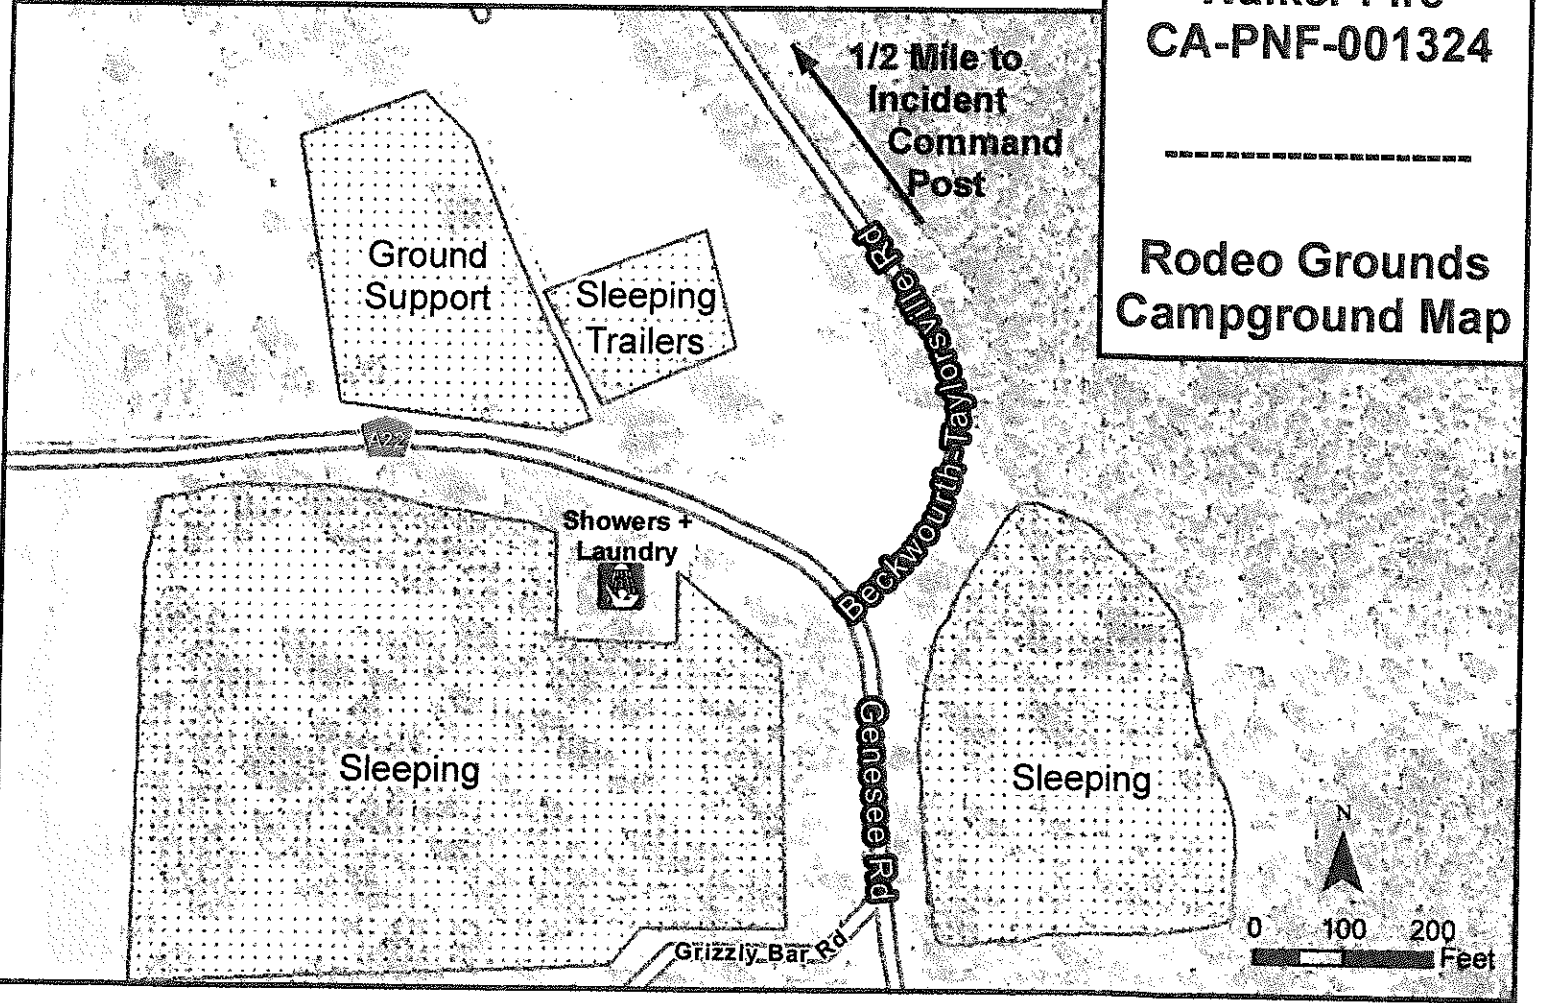 CA-PNF-001324
--------------------
Rodeo Grounds
Campground Map
1/2 Mile to
Incident
Command
Post
Ground
Support
Sleeping
Trailers
Beckwourth-Taylorsville Rd
A22
Showers +
Laundry
Genesee Rd
Sleeping
Sleeping
Grizzly Bar Rd
N
0 100 200
Feet